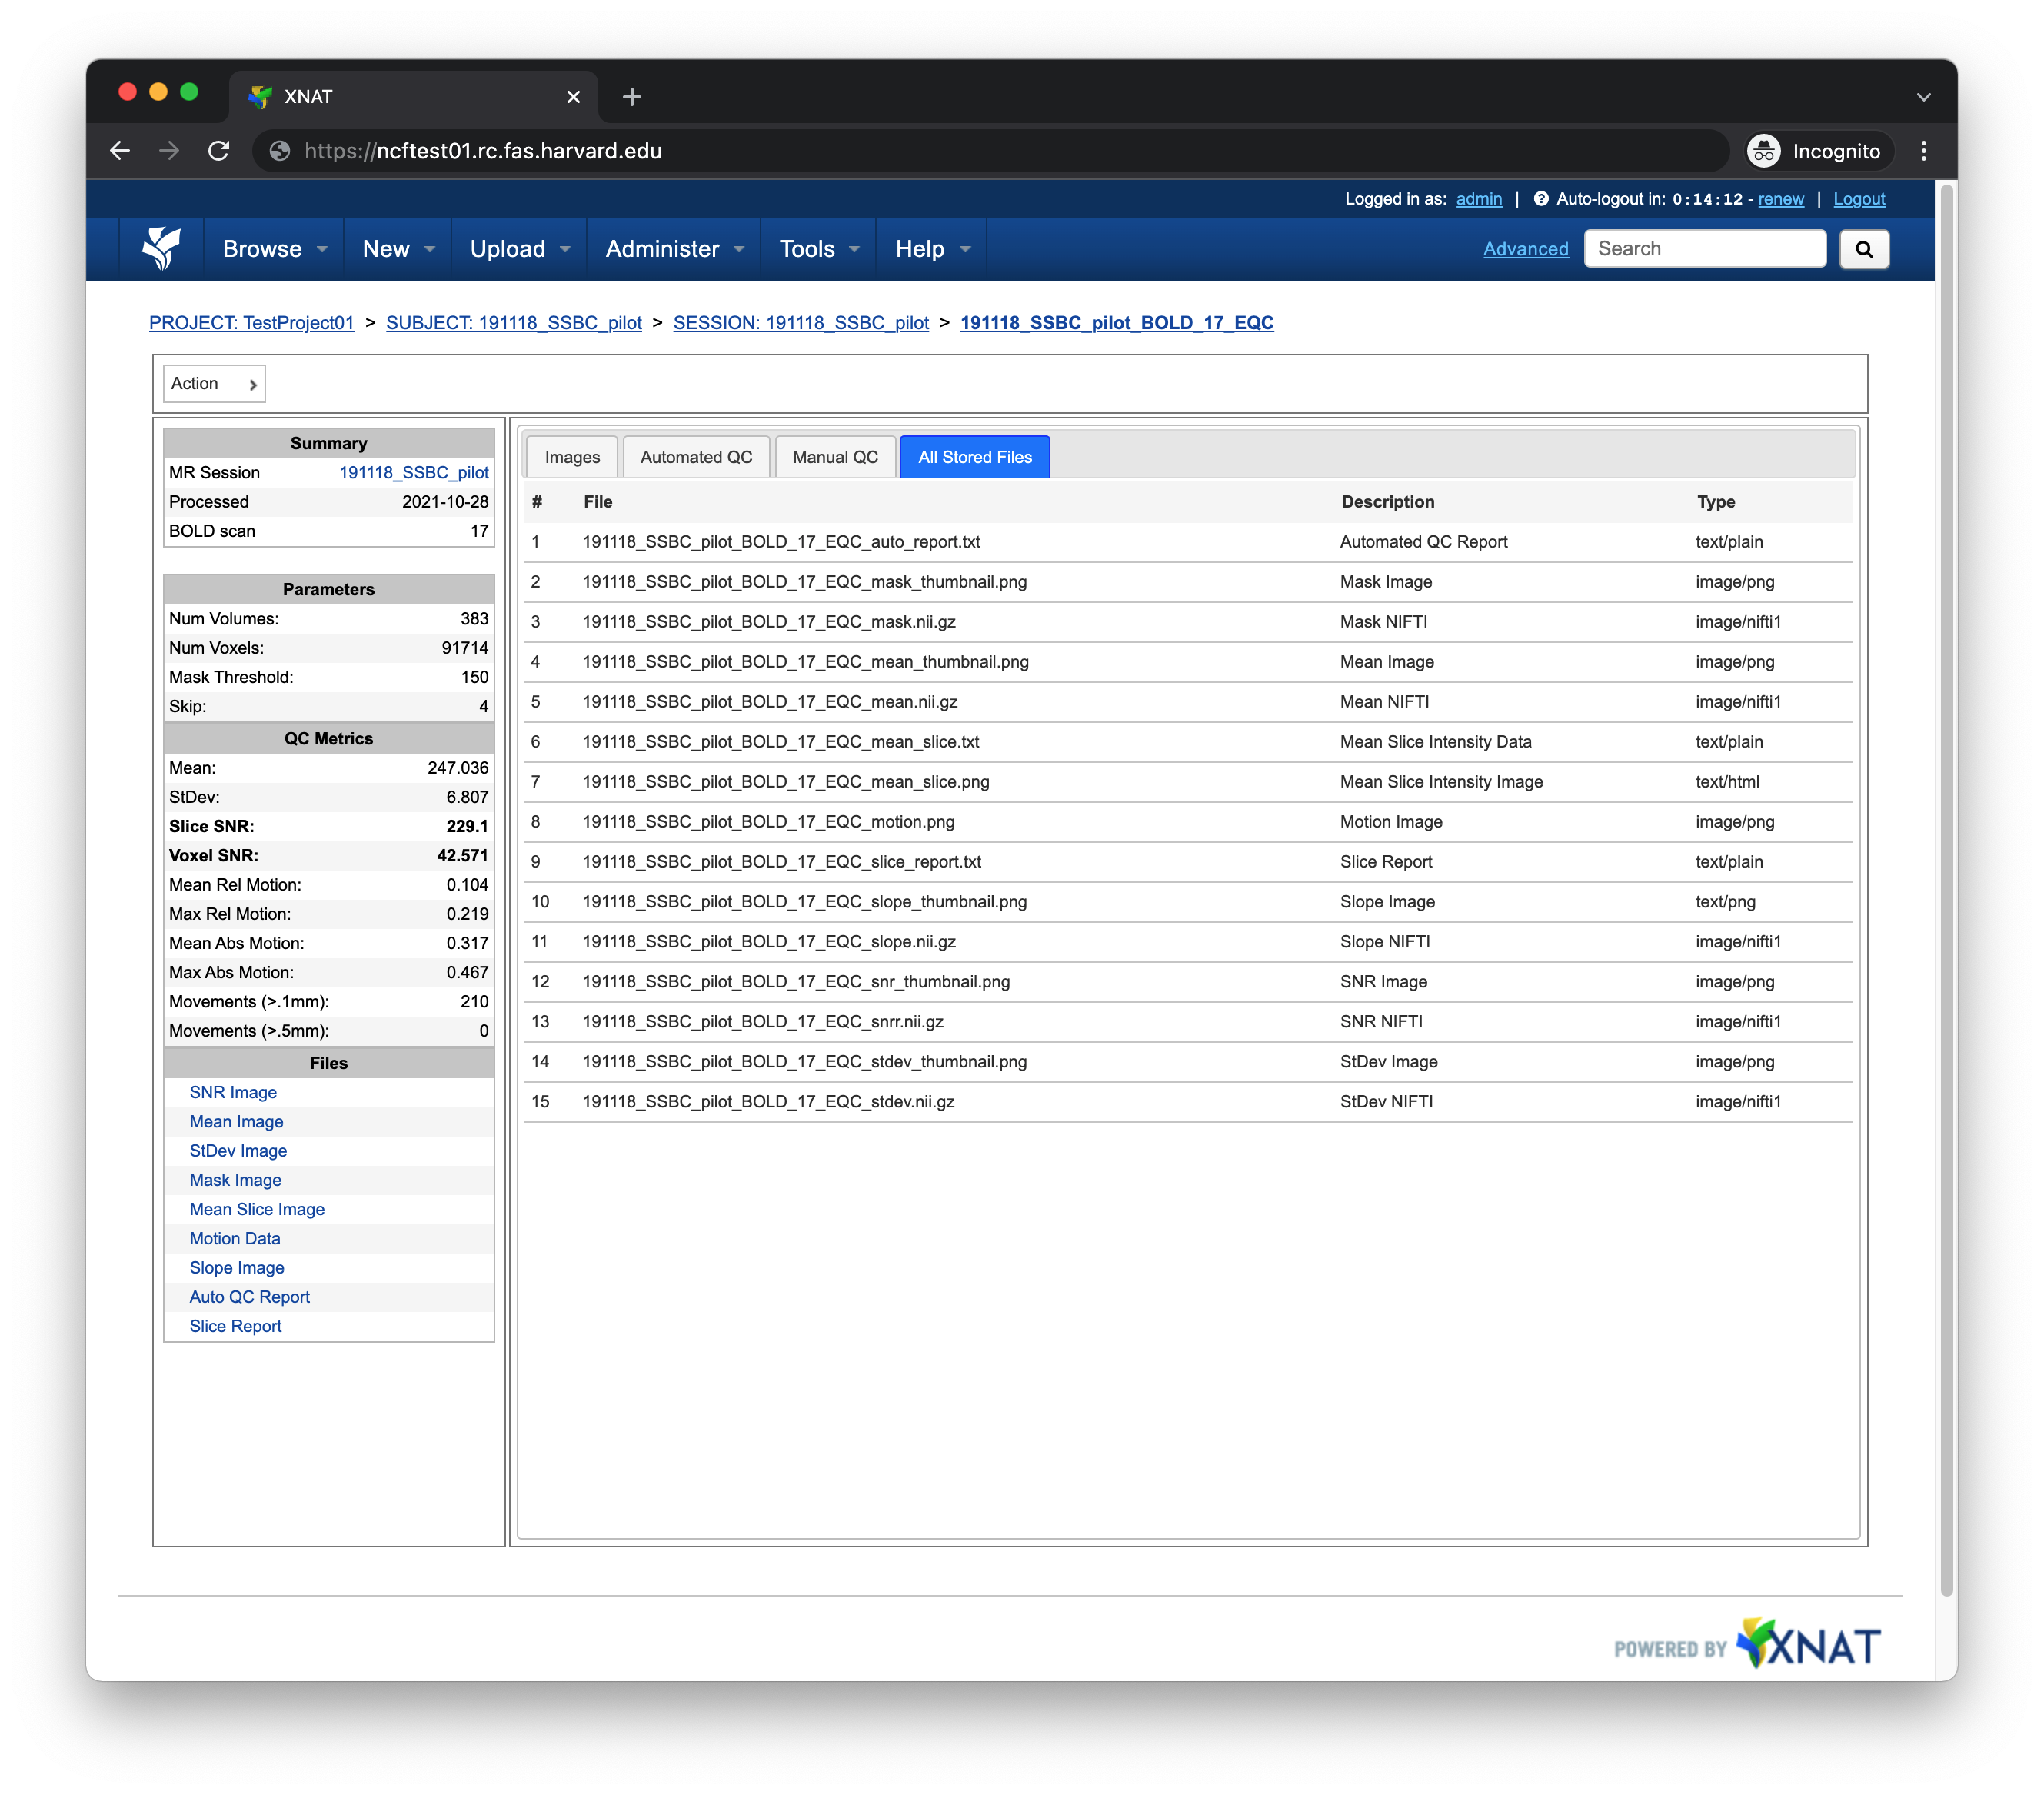 XNAT
https://ncftest01.rc.fas.harvard.edu Incognito
Logged in as: admin | Auto-logout in: 0:14:12 - renew | Logout
Browse New Upload Administer Tools Help Advanced Search
PROJECT: TestProject01 > SUBJECT: 191118_SSBC_pilot > SESSION: 191118_SSBC_pilot > 191118_SSBC_pilot_BOLD_17_EQC
Action
Summary
MR Session 191118_SSBC_pilot
Processed 2021-10-28
BOLD scan 17
Parameters
Num Volumes: 383
Num Voxels: 91714
Mask Threshold: 150
Skip: 4
QC Metrics
Mean: 247.036
StDev: 6.807
Slice SNR: 229.1
Voxel SNR: 42.571
Mean Rel Motion: 0.104
Max Rel Motion: 0.219
Mean Abs Motion: 0.317
Max Abs Motion: 0.467
Movements (>.1mm): 210
Movements (>.5mm): 0
Files
SNR Image
Mean Image
StDev Image
Mask Image
Mean Slice Image
Motion Data
Slope Image
Auto QC Report
Slice Report
Images Automated QC Manual QC All Stored Files
# File Description Type
1 191118_SSBC_pilot_BOLD_17_EQC_auto_report.txt Automated QC Report text/plain
2 191118_SSBC_pilot_BOLD_17_EQC_mask_thumbnail.png Mask Image image/png
3 191118_SSBC_pilot_BOLD_17_EQC_mask.nii.gz Mask NIFTI image/nifti1
4 191118_SSBC_pilot_BOLD_17_EQC_mean_thumbnail.png Mean Image image/png
5 191118_SSBC_pilot_BOLD_17_EQC_mean.nii.gz Mean NIFTI image/nifti1
6 191118_SSBC_pilot_BOLD_17_EQC_mean_slice.txt Mean Slice Intensity Data text/plain
7 191118_SSBC_pilot_BOLD_17_EQC_mean_slice.png Mean Slice Intensity Image text/html
8 191118_SSBC_pilot_BOLD_17_EQC_motion.png Motion Image image/png
9 191118_SSBC_pilot_BOLD_17_EQC_slice_report.txt Slice Report text/plain
10 191118_SSBC_pilot_BOLD_17_EQC_slope_thumbnail.png Slope Image text/png
11 191118_SSBC_pilot_BOLD_17_EQC_slope.nii.gz Slope NIFTI image/nifti1
12 191118_SSBC_pilot_BOLD_17_EQC_snr_thumbnail.png SNR Image image/png
13 191118_SSBC_pilot_BOLD_17_EQC_snrr.nii.gz SNR NIFTI image/nifti1
14 191118_SSBC_pilot_BOLD_17_EQC_stdev_thumbnail.png StDev Image image/png
15 191118_SSBC_pilot_BOLD_17_EQC_stdev.nii.gz StDev NIFTI image/nifti1
POWERED BY XNAT